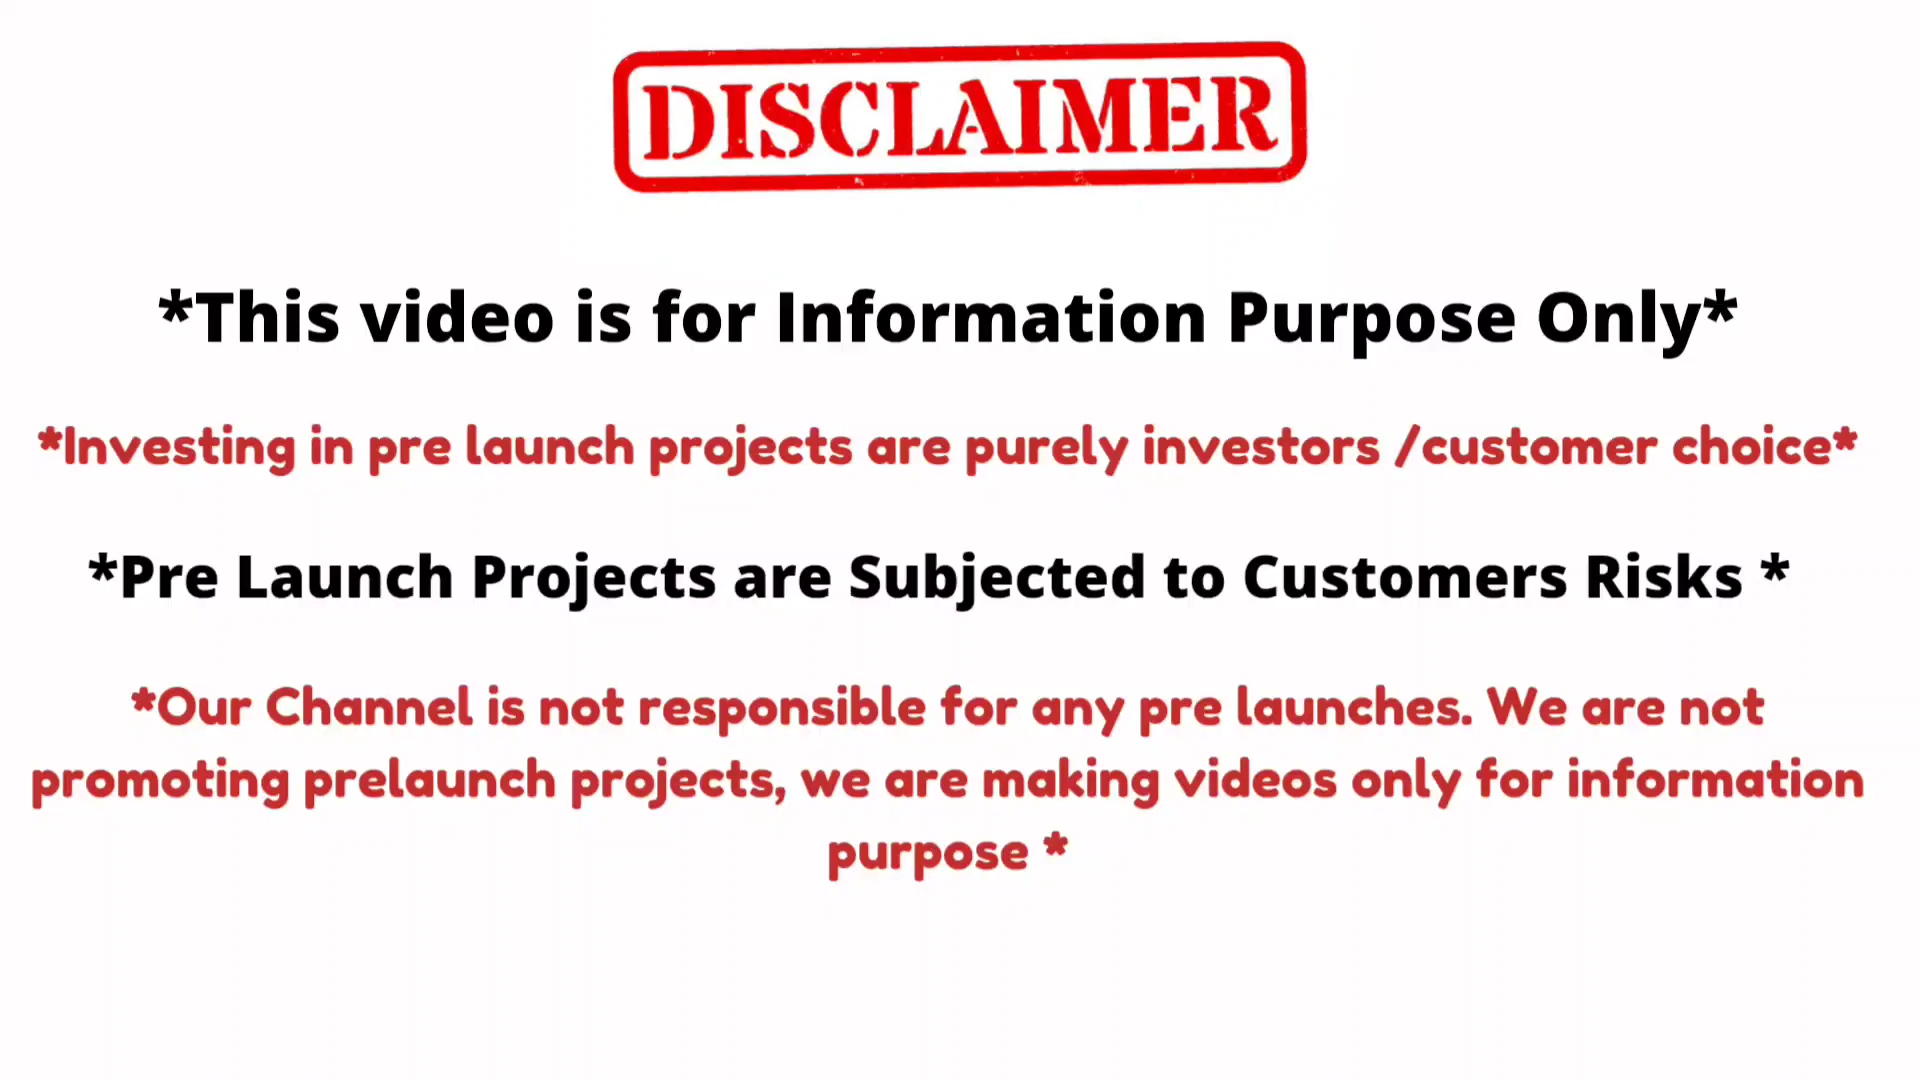 DISCLAIMER
*This video is for Information Purpose Only*
*Investing in pre launch projects are purely investors /customer choice*
*Pre Launch Projects are Subjected to Customers Risks *
*Our Channel is not responsible for any pre launches. We are not
promoting prelaunch projects, we are making videos only for information
purpose *